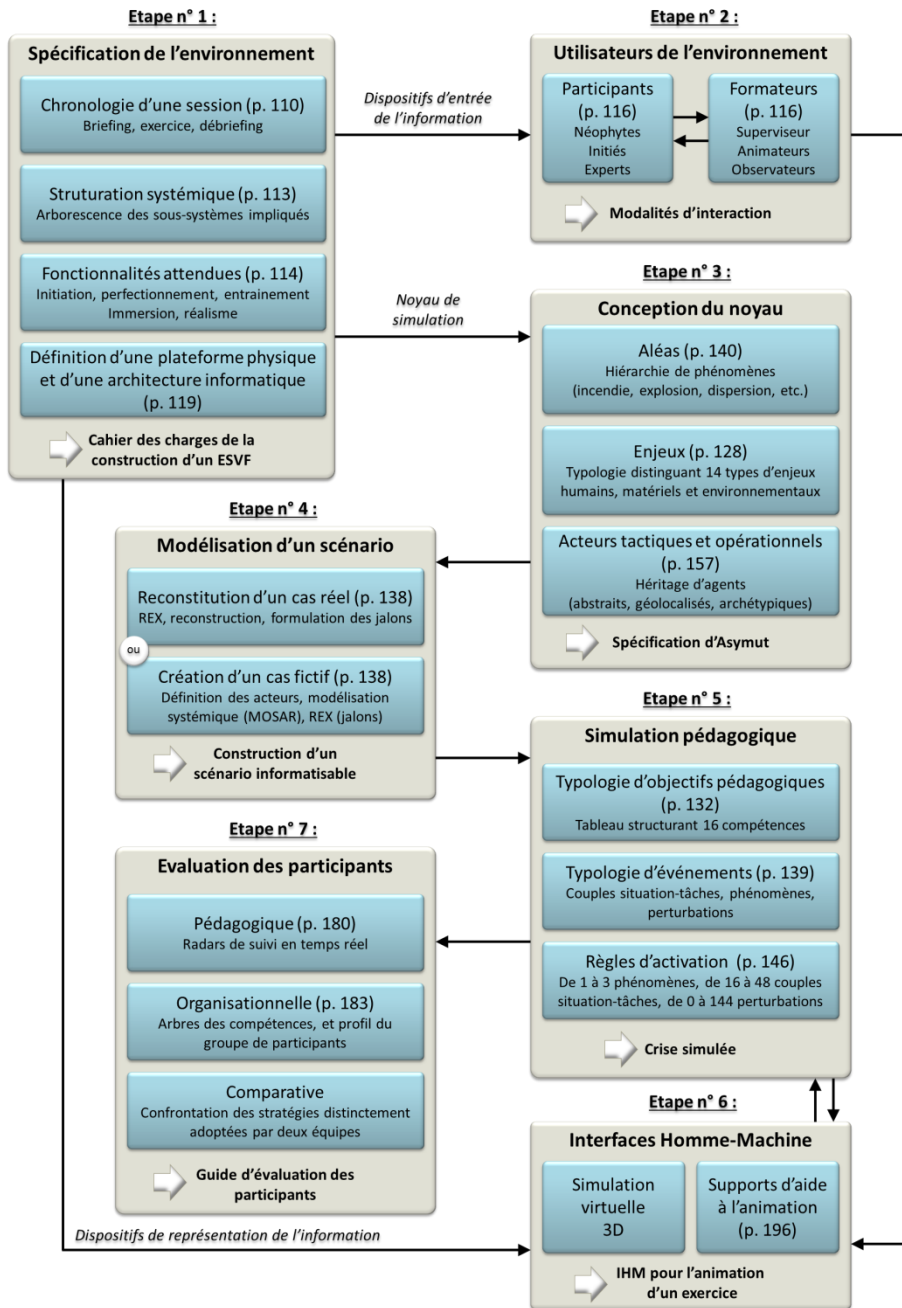 Etape n° 1 :
Spécification de l'environnement
Chronologie d'une session (p. 110)
Briefing, exercice, débriefing
Struturation systémique (p. 113)
Arborescence des sous-systèmes impliqués
Fonctionnalités attendues (p. 114)
Initiation, perfectionnement, entrainement
Immersion, réalisme
Définition d'une plateforme physique
et d'une architecture informatique
(p. 119)
Cahier des charges de la
construction d'un ESVF
Dispositifs d'entrée
de l'information
Etape n° 2 :
Utilisateurs de l'environnement
Participants
(p. 116)
Néophytes
Initiés
Experts
Formateurs
(p. 116)
Superviseur
Animateurs
Observateurs
Modalités d'interaction
Noyau de
simulation
Etape n° 3 :
Conception du noyau
Aléas (p. 140)
Hiérarchie de phénomènes
(incendie, explosion, dispersion, etc.)
Enjeux (p. 128)
Typologie distinguant 14 types d'enjeux
humains, matériels et environnementaux
Acteurs tactiques et opérationnels
(p. 157)
Héritage d'agents
(abstraits, géolocalisés, archétypiques)
Spécification d'Asymut
Etape n° 4 :
Modélisation d'un scénario
Reconstitution d'un cas réel (p. 138)
REX, reconstruction, formulation des jalons
ou
Création d'un cas fictif (p. 138)
Définition des acteurs, modélisation
systémique (MOSAR), REX (jalons)
Construction d'un
scénario informatisable
Etape n° 5 :
Simulation pédagogique
Typologie d'objectifs pédagogiques
(p. 132)
Tableau structurant 16 compétences
Typologie d'événements (p. 139)
Couples situation-tâches, phénomènes,
perturbations
Règles d'activation (p. 146)
De 1 à 3 phénomènes, de 16 à 48 couples
situation-tâches, de 0 à 144 perturbations
Crise simulée
Etape n° 7 :
Evaluation des participants
Pédagogique (p. 180)
Radars de suivi en temps réel
Organisationnelle (p. 183)
Arbres des compétences, et profil du
groupe de participants
Comparative
Confrontation des stratégies distinctement
adoptées par deux équipes
Guide d'évaluation des
participants
Dispositifs de représentation de l'information
Etape n° 6 :
Interfaces Homme-Machine
Simulation
virtuelle
3D
Supports d'aide
à l'animation
(p. 196)
IHM pour l'animation
d'un exercice